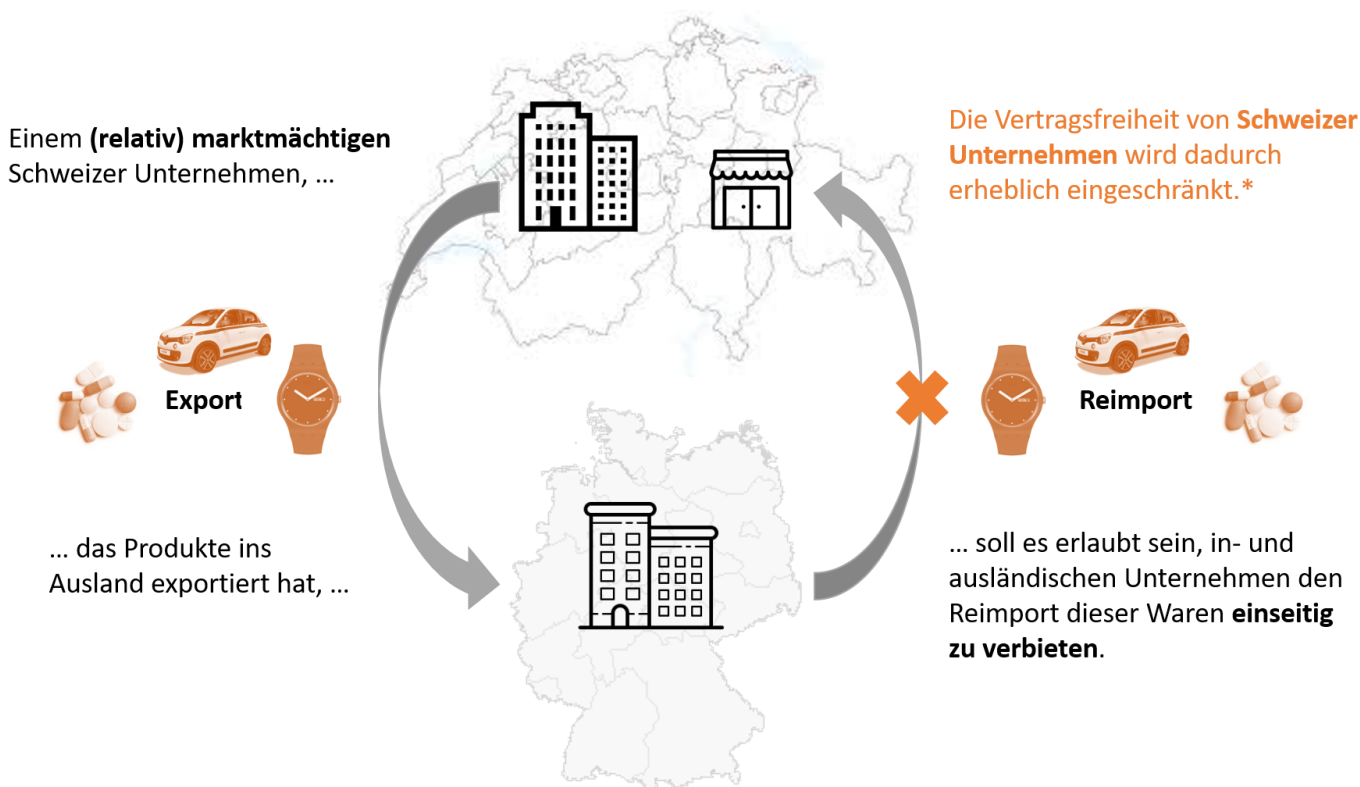 Einem (relativ) marktmächtigen
Schweizer Unternehmen, ...
Die Vertragsfreiheit von Schweizer
Unternehmen wird dadurch
erheblich eingeschränkt.*
Export
Reimport
... das Produkte ins
Ausland exportiert hat, ...
... soll es erlaubt sein, in- und
ausländischen Unternehmen den
Reimport dieser Waren einseitig
zu verbieten.